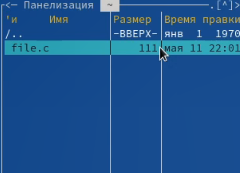 <─ Панелизация ~ .[^]>
'и Имя Размер Время правки
/.. -ВВЕРХ- янв 1 1970
file.c 111 мая 11 22:01